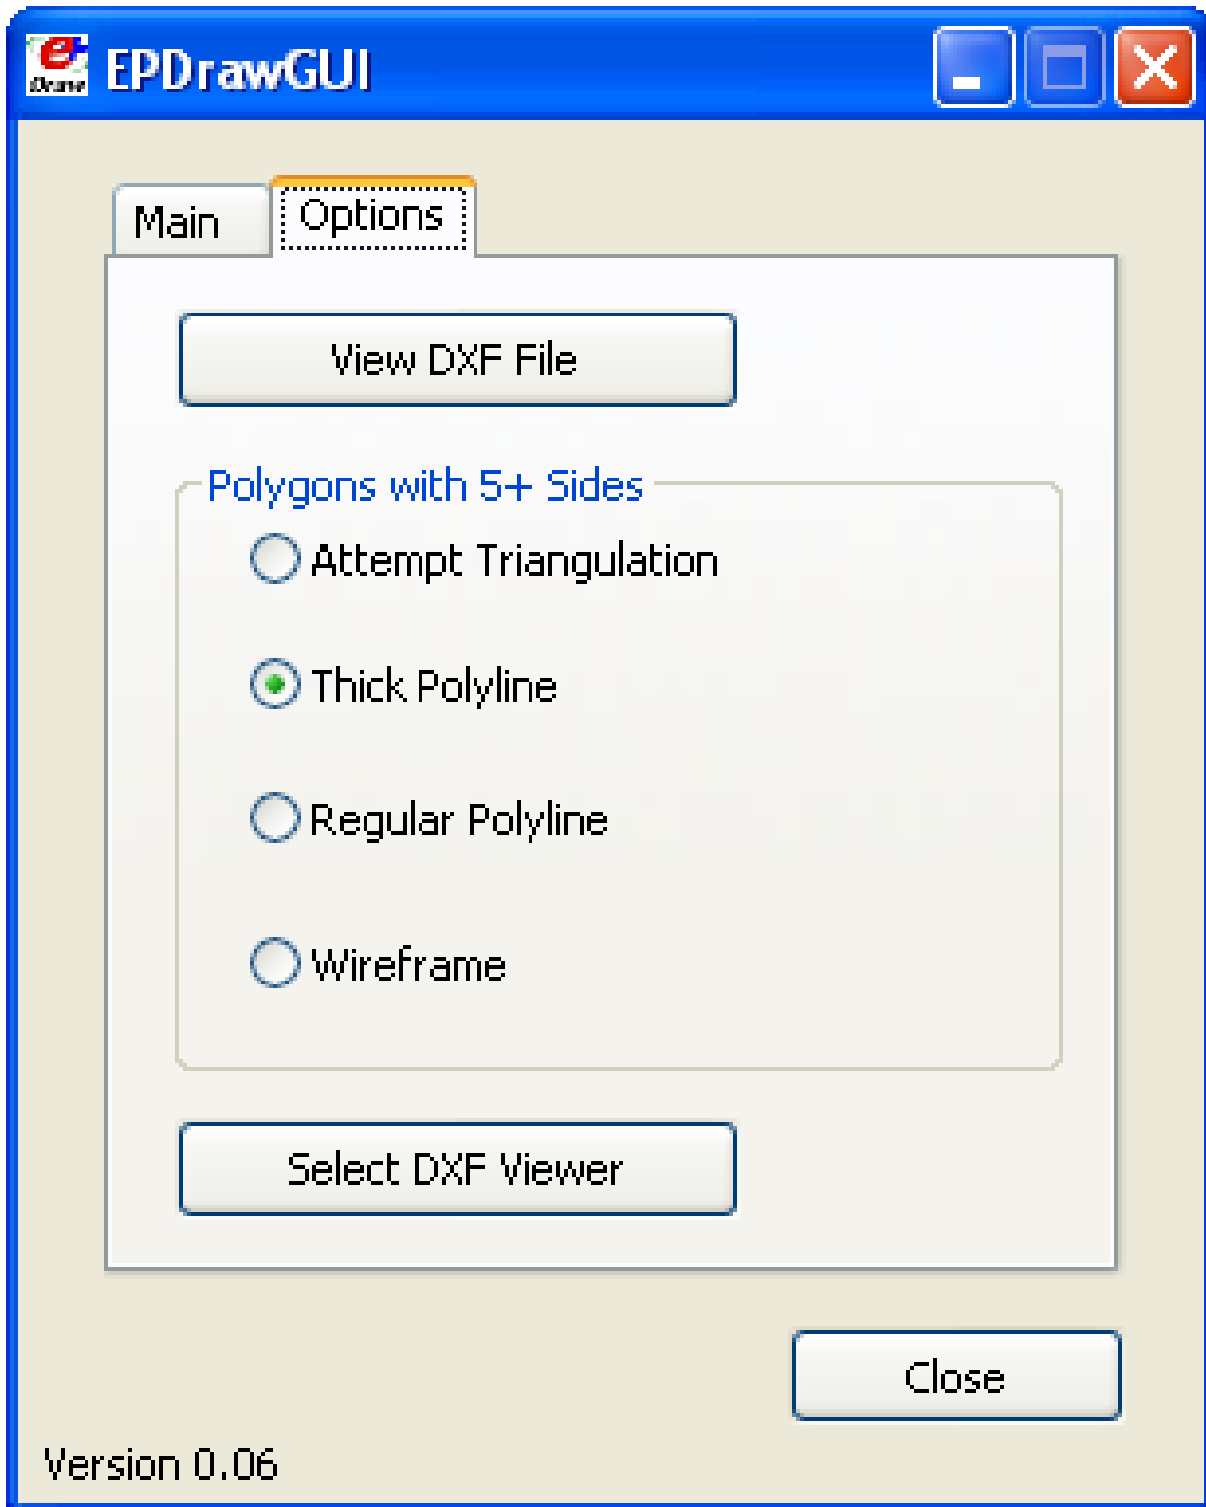 EPDrawGUI
Main
Options
View DXF File
Polygons with 5+ Sides
Attempt Triangulation
Thick Polyline
Regular Polyline
Wireframe
Select DXF Viewer
Close
Version 0.06